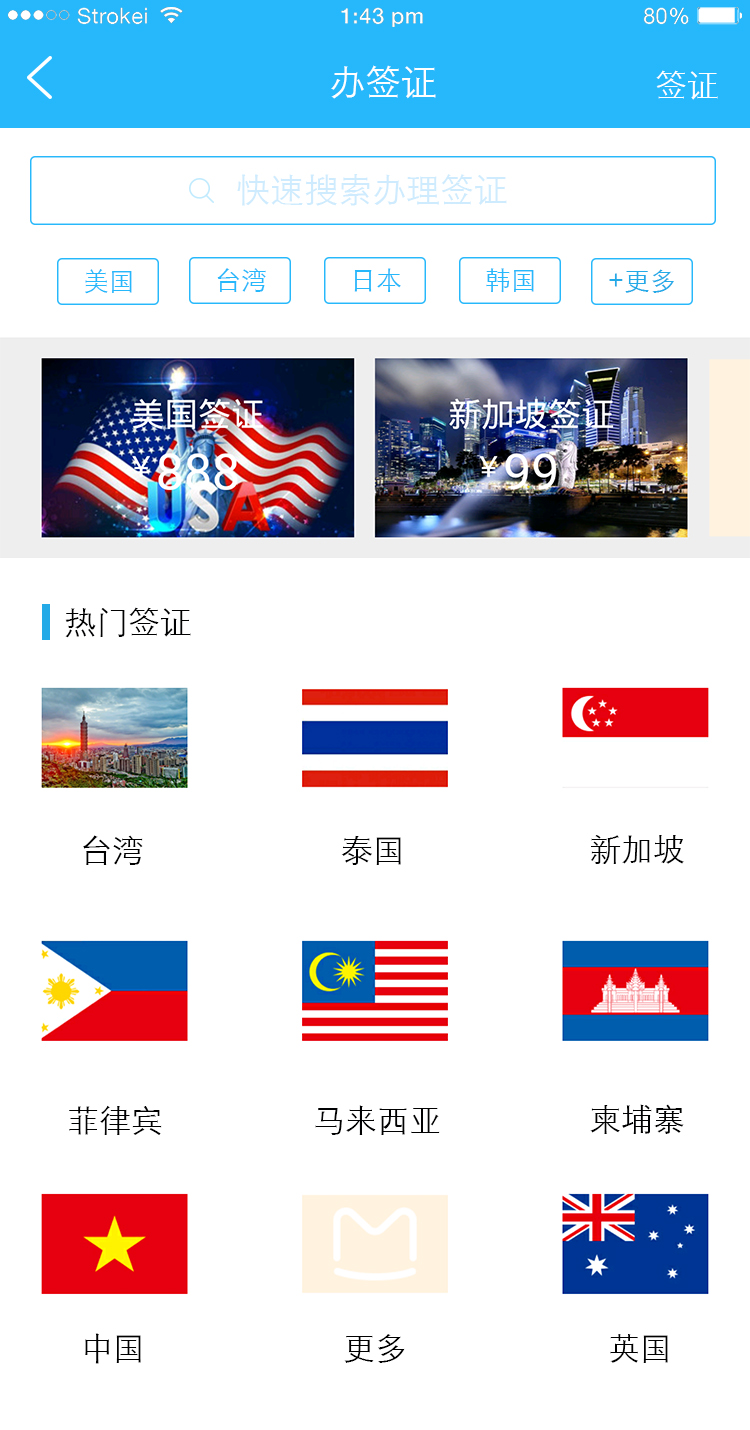 Strokei 1:43 pm 80%
办签证 签证
快速搜索办理签证
美国 台湾 日本 韩国 +更多
美国签证 新加坡签证
¥888 ¥99
USA
热门签证
台湾 泰国 新加坡
菲律宾 马来西亚 柬埔寨
中国 更多 英国